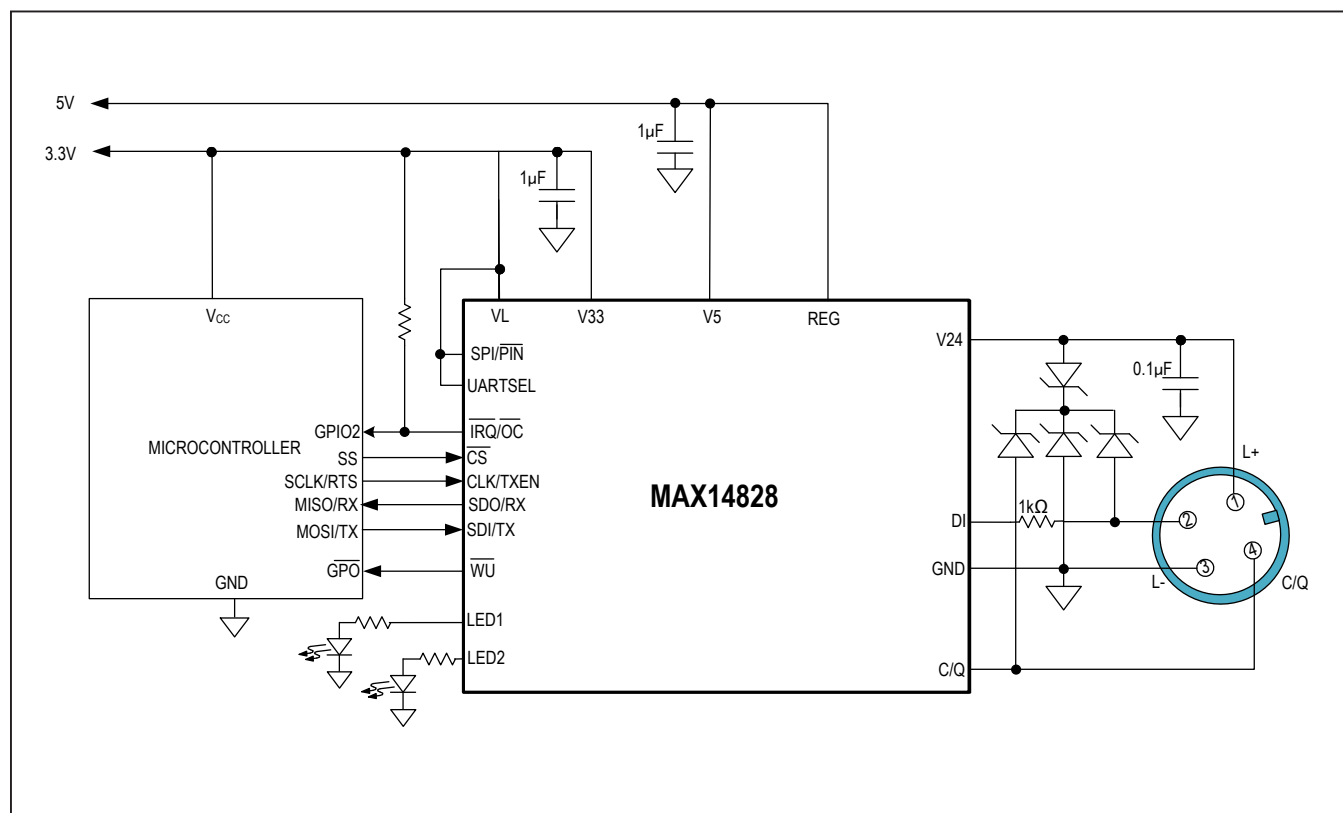 5V
1µF
3.3V
1µF
VCC
VL
V33
V5
REG
V24
SPI/PIN
0.1µF
UARTSEL
GPIO2
IRQ/OC
MICROCONTROLLER
SS
CS
L+
SCLK/RTS
CLK/TXEN
MAX14828
MISO/RX
SDO/RX
1kΩ
1
DI
2
MOSI/TX
SDI/TX
4
GPO
WU
GND
3
GND
L-
C/Q
LED1
LED2
C/Q